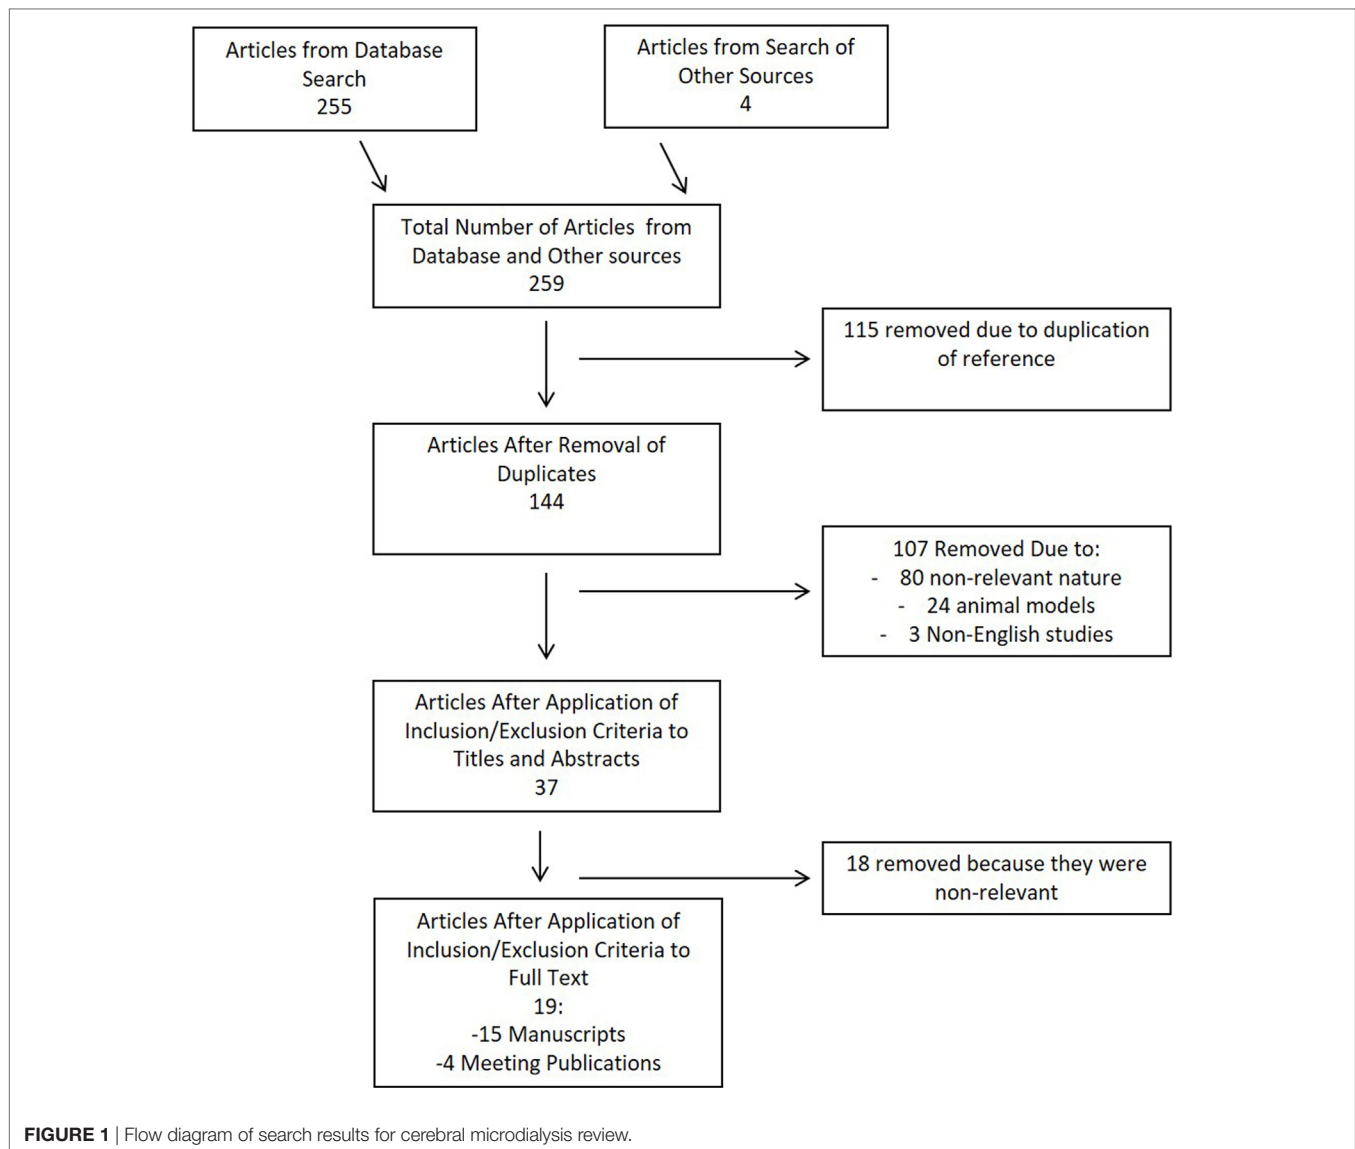 Articles from Database
Search
255
Articles from Search of
Other Sources
4
Total Number of Articles from
Database and Other sources
259
115 removed due to duplication
of reference
Articles After Removal of
Duplicates
144
107 Removed Due to:
- 80 non-relevant nature
- 24 animal models
- 3 Non-English studies
Articles After Application of
Inclusion/Exclusion Criteria to
Titles and Abstracts
37
18 removed because they were
non-relevant
Articles After Application of
Inclusion/Exclusion Criteria to
Full Text
19:
-15 Manuscripts
-4 Meeting Publications
FIGURE 1 | Flow diagram of search results for cerebral microdialysis review.